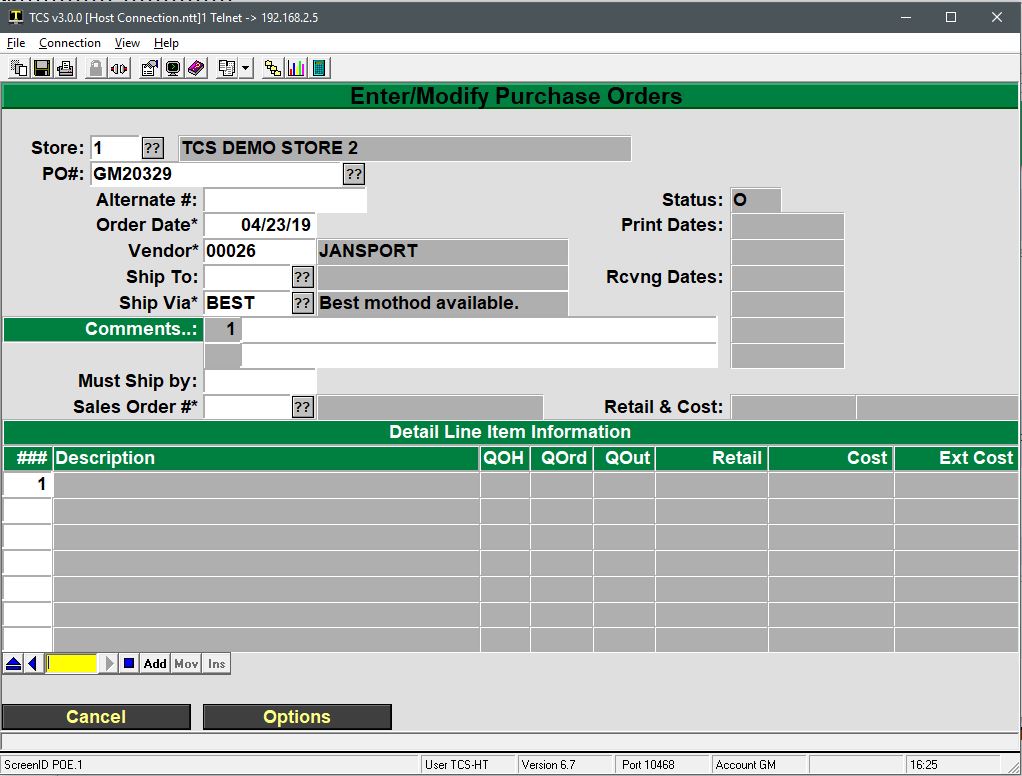 TCS v3.0.0 [Host Connection.ntt]1 Telnet -> 192.168.2.5
File Connection View Help
Enter/Modify Purchase Orders
Store: 1 ?? TCS DEMO STORE 2
PO#: GM20329 ??
Alternate #: Status: O
Order Date* 04/23/19 Print Dates:
Vendor* 00026 JANSPORT
Ship To: ?? Rcvng Dates:
Ship Via* BEST ?? Best mothod available.
Comments..: 1
Must Ship by:
Sales Order #* ?? Retail & Cost:
Detail Line Item Information
### Description QOH QOrd QOut Retail Cost Ext Cost
1
Add Mov Ins
Cancel Options
ScreenID POE.1 User TCS-HT Version 6.7 Port 10468 Account GM 16:25